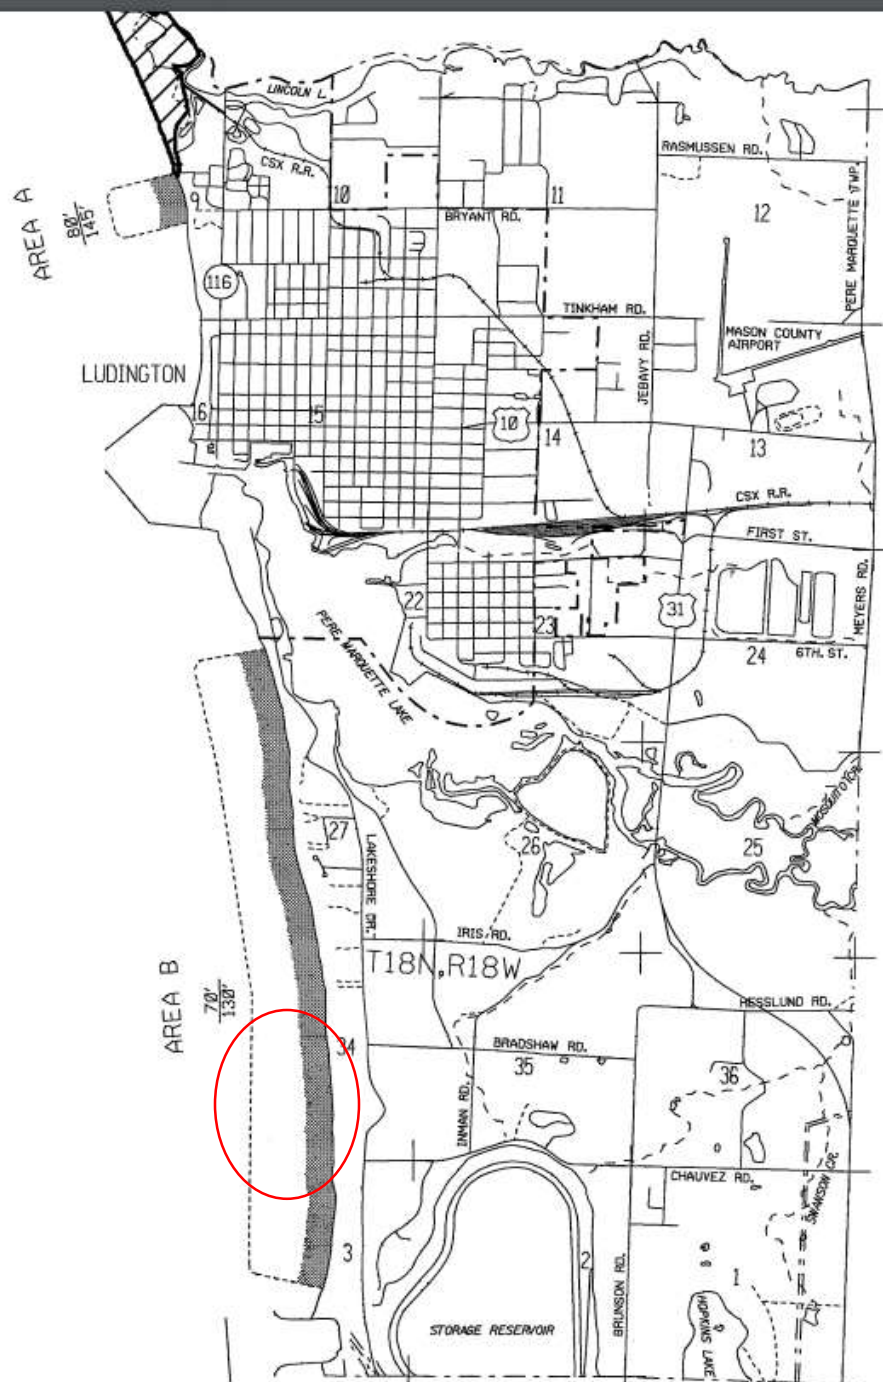 LINCOLN L.
CSX R.R.
RASMUSSEN RD.
AREA A
80'
145'
9
10
BRYANT RD.
11
12
PERE MARQUETTE TWP.
116
TINKHAM RD.
JEBAVY RD.
MASON COUNTY
AIRPORT
LUDINGTON
16
15
10
14
13
CSX R.R.
FIRST ST.
MEYERS RD.
22
23
31
24
6TH. ST.
PERE MARQUETTE LAKE
MOSQUITO CR.
27
LAKESHORE DR.
26
25
IRIS RD.
T18N,R18W
AREA B
70'
130'
HESSLUND RD.
34
BRADSHAW RD.
35
36
INMAN RD.
CHAUVEZ RD.
SWANSON CR.
3
2
BRUNSON RD.
1
HOPKINS LAKE
STORAGE RESERVOIR